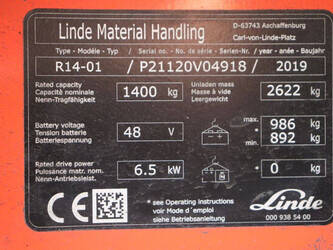 Linde Material Handling
D-63743 Aschaffenburg
Carl-von-Linde-Platz
Type - Modèle - Typ / Serial no. - No. de série - Serien-Nr. / year - année - Baujahr
R14-01 / P21120V04918 / 2019
Rated capacity
Capacité nominale
Nenn-Tragfähigkeit
1400 kg
Unladen mass
Masse à vide
Leergewicht
2622 kg
Battery voltage
Tension batterie
Batteriespannung
48 V
max. * 986 kg
min. * 892 kg
Rated drive power
Puissance motr. nom.
Nenn-Antriebsleist.
6.5 kW
* 0 kg
* see Operating instructions
Voir Mode d'emploi
siehe Betriebsanleitung
Linde
000 938 54 00